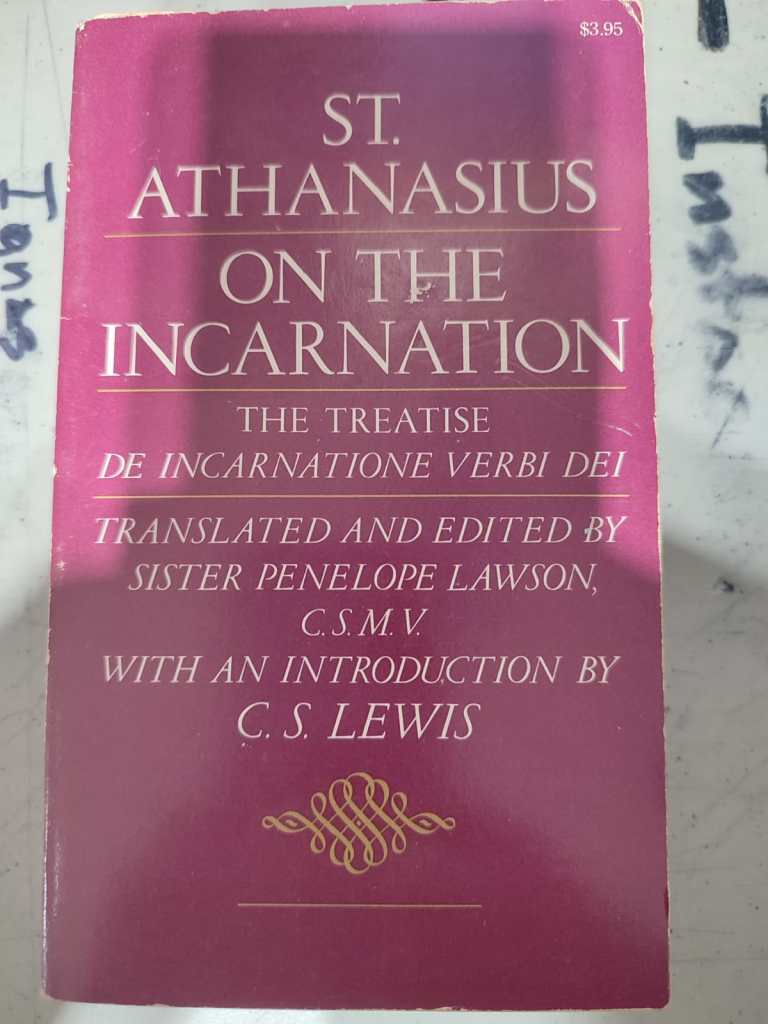 $3.95
ST.
ATHANASIUS
ON THE
INCARNATION
THE TREATISE
DE INCARNATIONE VERBI DEI
TRANSLATED AND EDITED BY
SISTER PENELOPE LAWSON,
C.S.M.V.
WITH AN INTRODUCTION BY
C. S. LEWIS